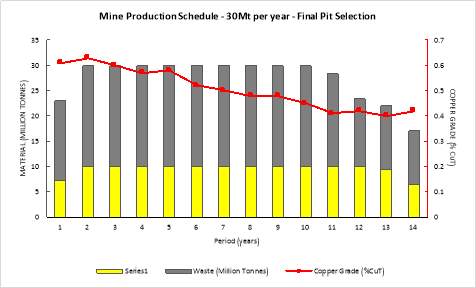 Mine Production Schedule - 30Mt per year - Final Pit Selection
35 0.7
30 0.6
25 0.5
20 0.4
15 0.3
10 0.2
5 0.1
0 0
MATERIAL (MILLION TONNES)
COPPER GRADE (% CuT)
1 2 3 4 5 6 7 8 9 10 11 12 13 14
Period (years)
Series1 Waste (Million Tonnes) Copper Grade (%CuT)